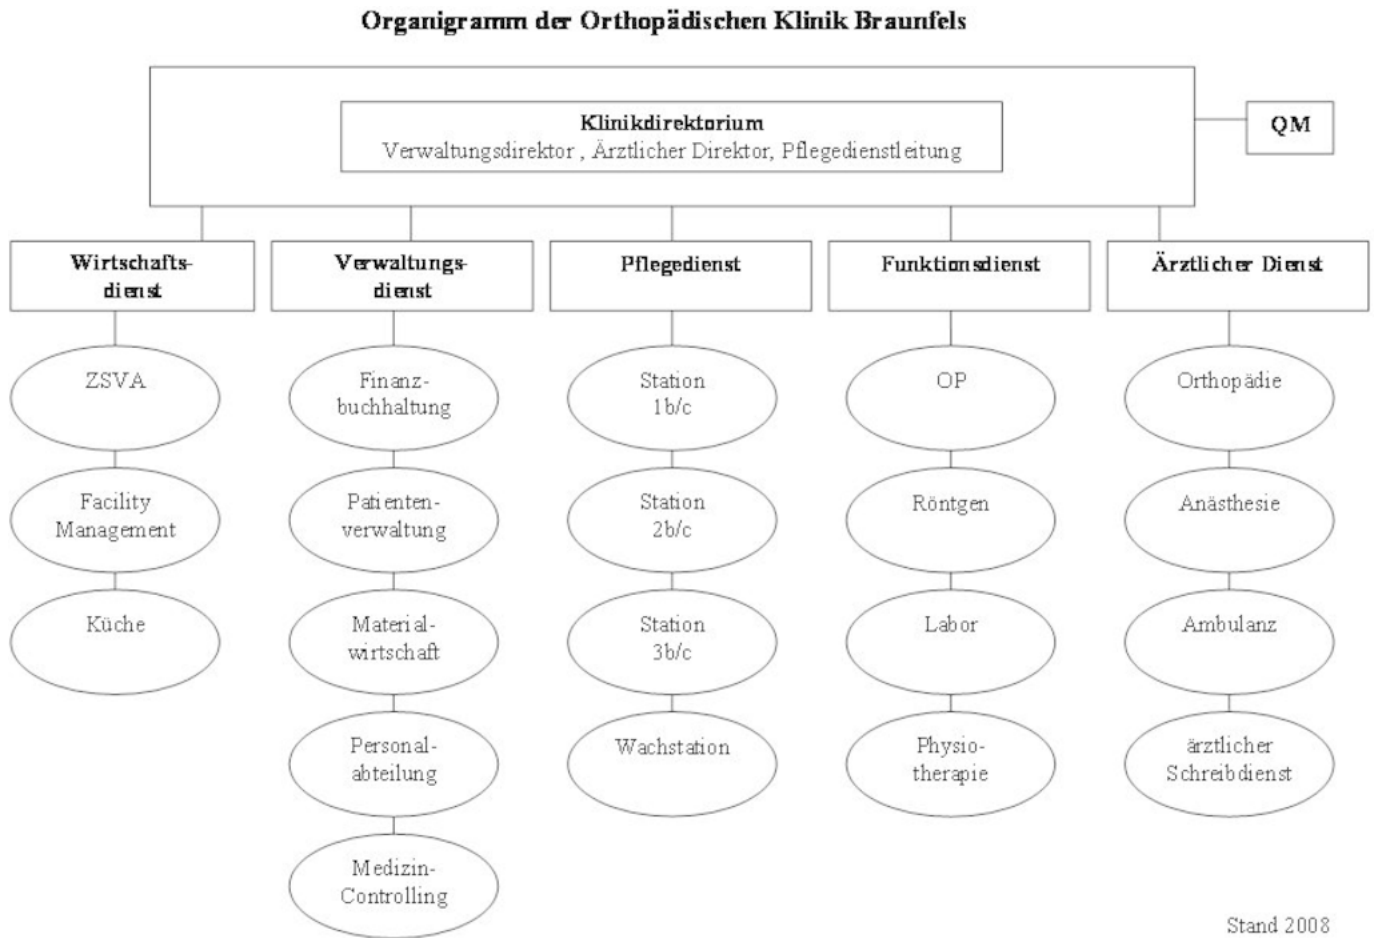 Organigramm der Orthopädischen Klinik Braunfels
Klinikdirektorium
Verwaltungsdirektor , Ärztlicher Direktor, Pflegedienstleitung
QM
Wirtschafts-
dienst
Verwaltungs-
dienst
Pflegedienst
Funktionsdienst
Ärztlicher Dienst
ZSVA
Facility
Management
Küche
Finanz-
buchhaltung
Patienten-
verwaltung
Material-
wirtschaft
Personal-
abteilung
Medizin-
Controlling
Station
1b/c
Station
2b/c
Station
3b/c
Wachstation
OP
Röntgen
Labor
Physio-
therapie
Orthopädie
Anästhesie
Ambulanz
ärztlicher
Schreibdienst
Stand 2008